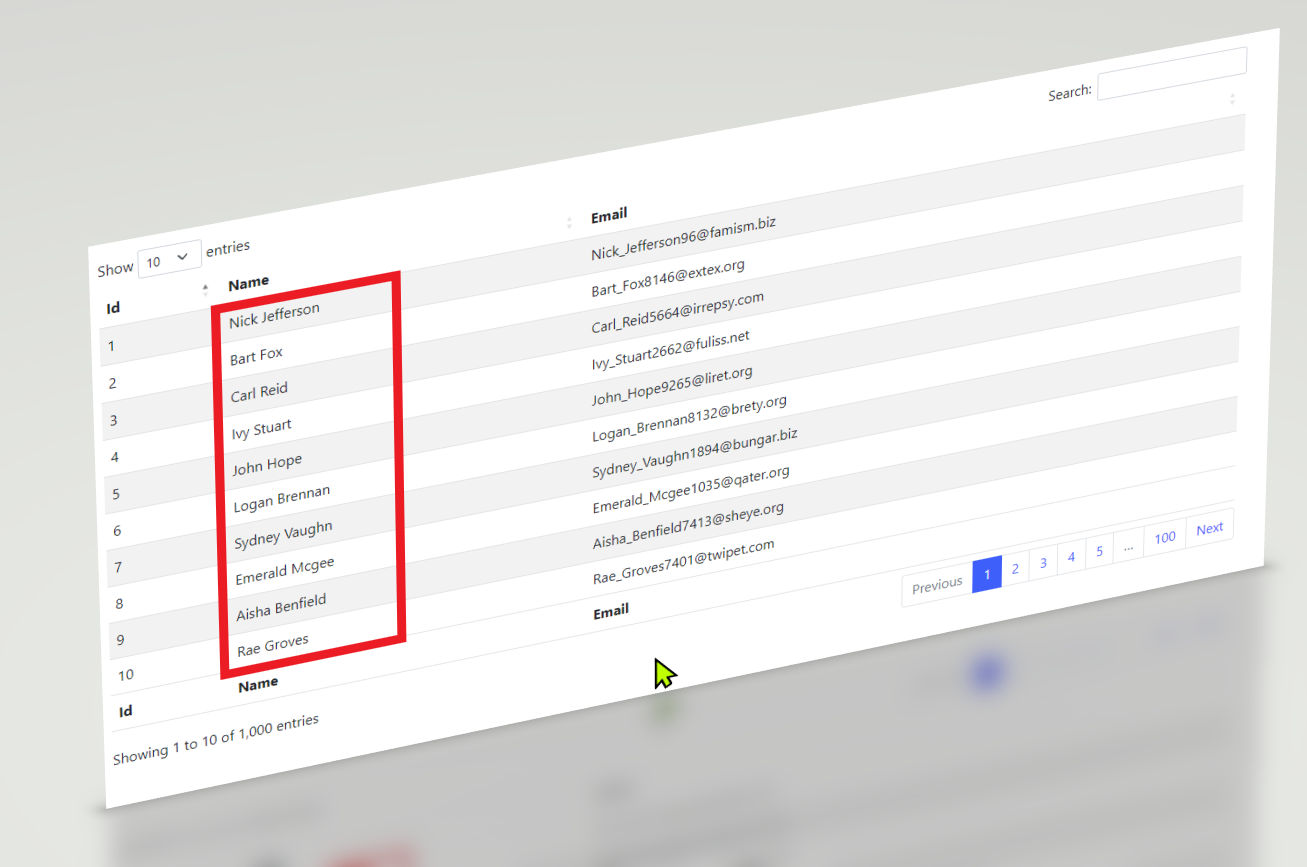 Search:
Show 10 entries
Id Name Email
1 Nick Jefferson Nick_Jefferson96@famism.biz
2 Bart Fox Bart_Fox8146@extex.org
3 Carl Reid Carl_Reid5664@irrepsy.com
4 Ivy Stuart Ivy_Stuart2662@fuliss.net
5 John Hope John_Hope9265@liret.org
6 Logan Brennan Logan_Brennan8132@brety.org
7 Sydney Vaughn Sydney_Vaughn1894@bungar.biz
8 Emerald Mcgee Emerald_Mcgee1035@qater.org
9 Aisha Benfield Aisha_Benfield7413@sheye.org
10 Rae Groves Rae_Groves7401@twipet.com
Id Name Email
Showing 1 to 10 of 1,000 entries
Previous 1 2 3 4 5 ... 100 Next